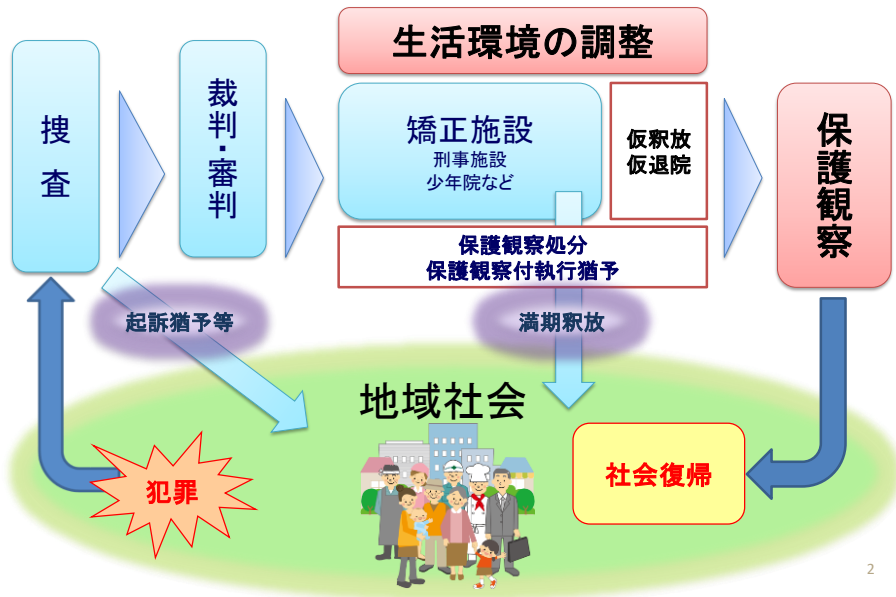 生活環境の調整
捜
査
裁判・審判
矯正施設
刑事施設
少年院など
仮釈放
仮退院
保護観察
保護観察処分
保護観察付執行猶予
起訴猶予等
満期釈放
地域社会
犯罪
社会復帰
2